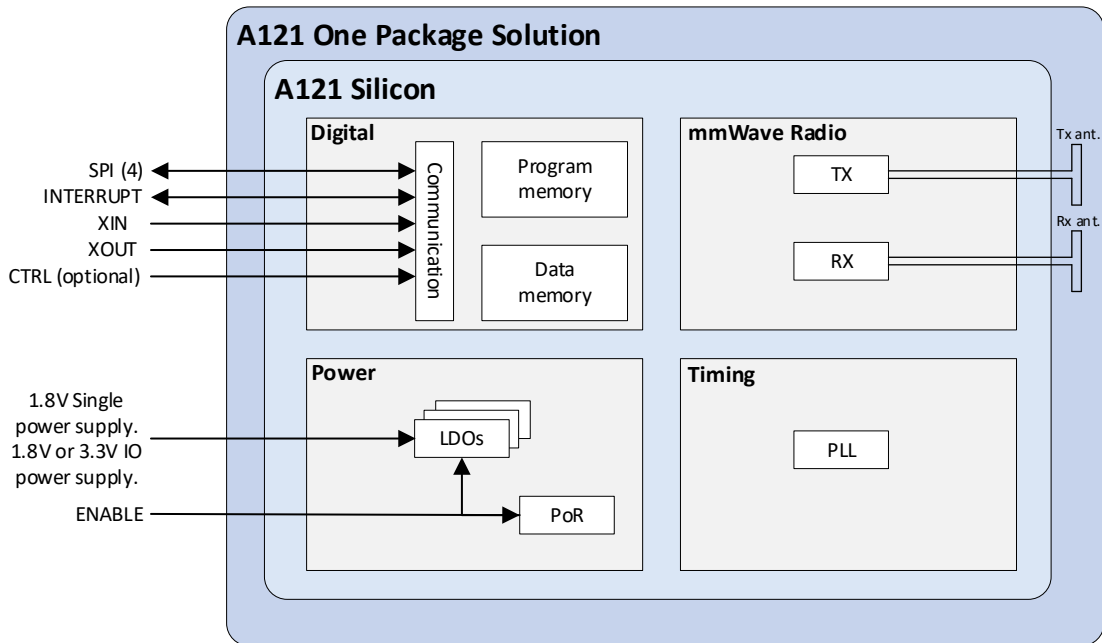 A121 One Package Solution
A121 Silicon
Digital
mmWave Radio
Tx ant.
SPI (4)
INTERRUPT
XIN
XOUT
CTRL (optional)
Communication
Program
memory
Data
memory
TX
RX
Rx ant.
Power
Timing
1.8V Single
power supply.
1.8V or 3.3V IO
power supply.
LDOs
PLL
ENABLE
PoR